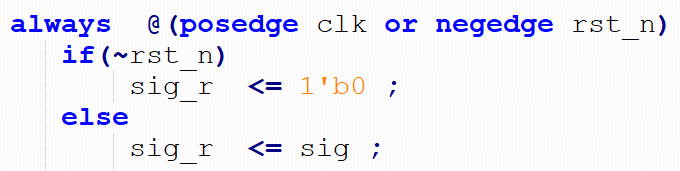 always  @(posedge clk or negedge rst_n)
    if(~rst_n)
        sig_r  <= 1'b0 ;
    else
        sig_r  <= sig ;